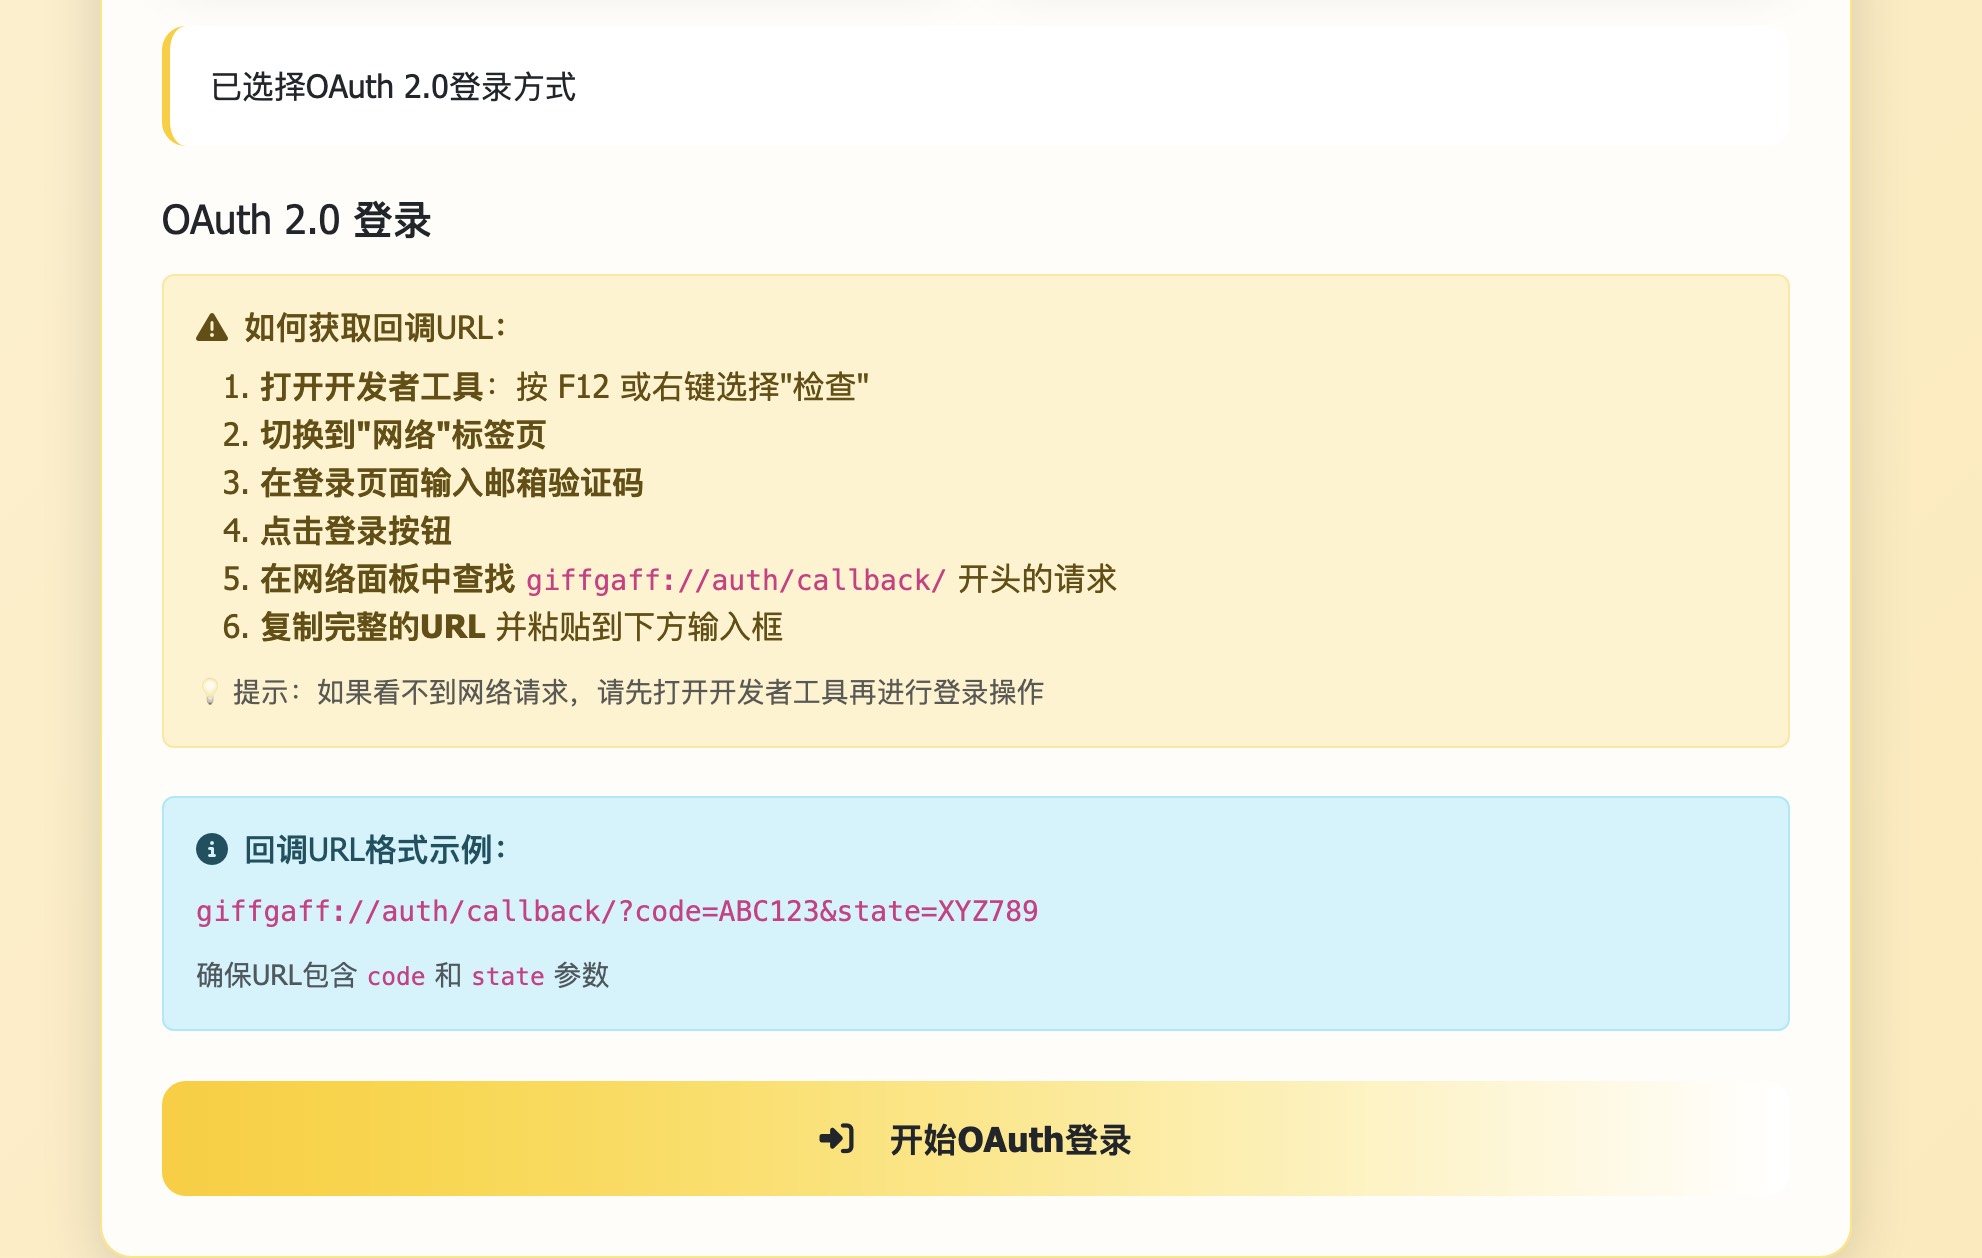 已选择OAuth 2.0登录方式
OAuth 2.0 登录
如何获取回调URL：
1. 打开开发者工具：按 F12 或右键选择"检查"
2. 切换到"网络"标签页
3. 在登录页面输入邮箱验证码
4. 点击登录按钮
5. 在网络面板中查找 giffgaff://auth/callback/ 开头的请求
6. 复制完整的URL 并粘贴到下方输入框
💡 提示：如果看不到网络请求，请先打开开发者工具再进行登录操作
回调URL格式示例：
giffgaff://auth/callback/?code=ABC123&state=XYZ789
确保URL包含 code 和 state 参数
开始OAuth登录